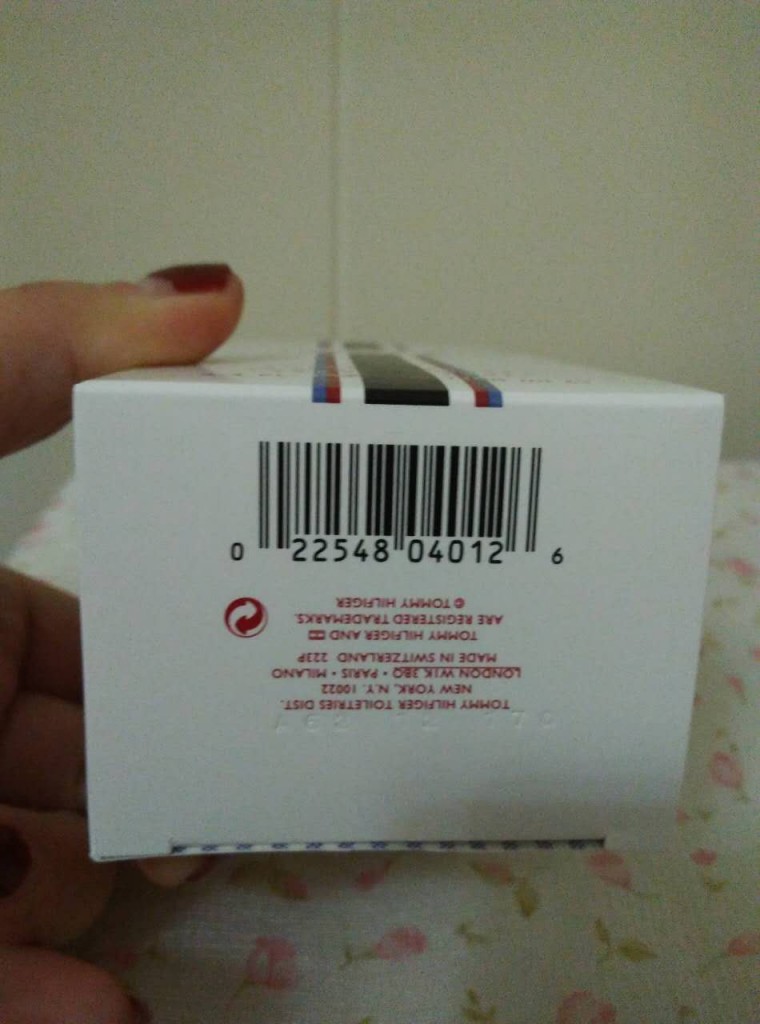 0 22548 04012 6
TOMMY HILFIGER TOILETRIES DIST.
NEW YORK, N.Y. 10022
LONDON W1K 3BQ • PARIS • MILANO
MADE IN SWITZERLAND 223P
TOMMY HILFIGER AND
ARE REGISTERED TRADEMARKS.
© TOMMY HILFIGER